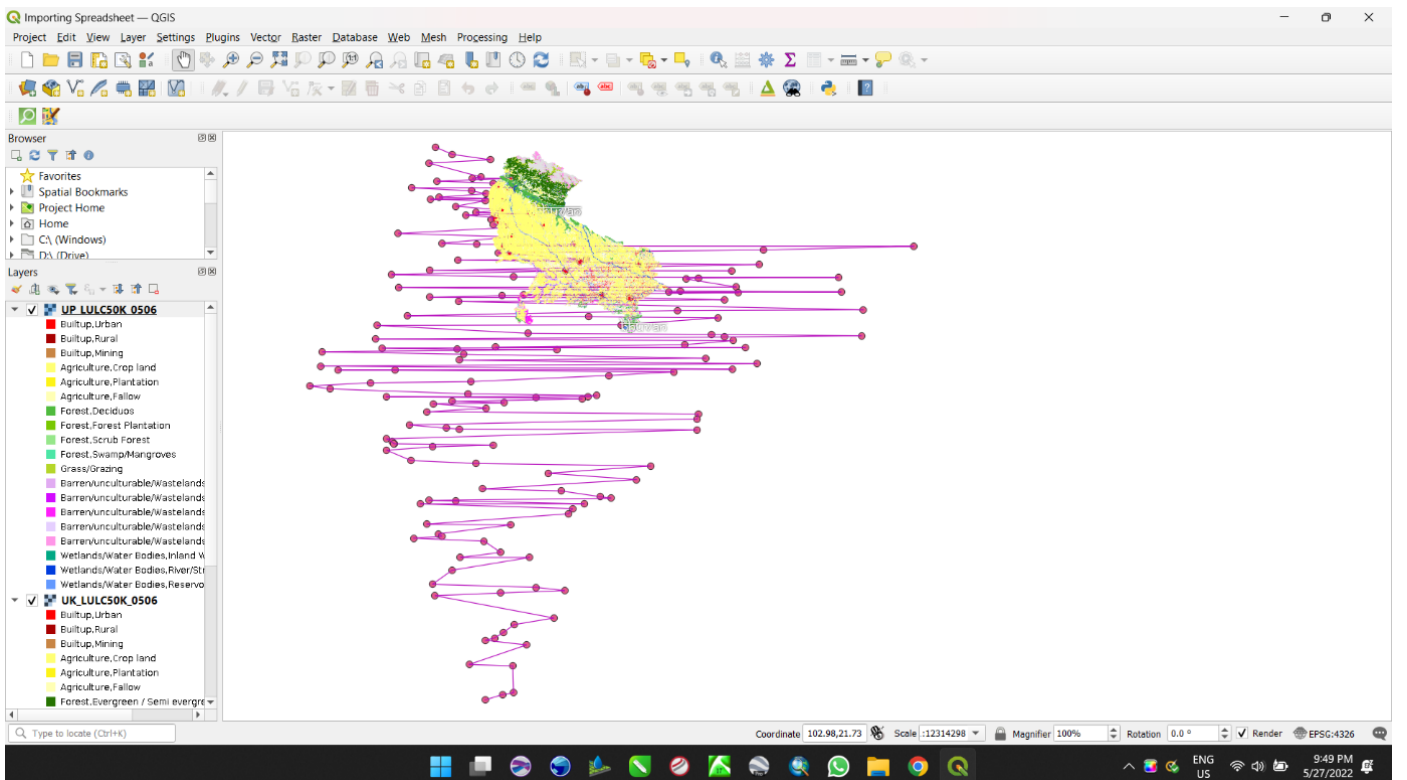 Importing Spreadsheet — QGIS
Project Edit View Layer Settings Plugins Vector Raster Database Web Mesh Processing Help
Browser
Favorites
Spatial Bookmarks
Project Home
Home
C:\ (Windows)
D:\ (Drive)
Layers
UP_LULC50K_0506
Builtup,Urban
Builtup,Rural
Builtup,Mining
Agriculture,Crop land
Agriculture,Plantation
Agriculture,Fallow
Forest,Deciduos
Forest,Forest Plantation
Forest,Scrub Forest
Forest,Swamp/Mangroves
Grass/Grazing
Barren/unculturable/Wastelands
Barren/unculturable/Wastelands
Barren/unculturable/Wastelands
Barren/unculturable/Wastelands
Barren/unculturable/Wastelands
Wetlands/Water Bodies,Inland W
Wetlands/Water Bodies,River/Str
Wetlands/Water Bodies,Reservo
UK_LULC50K_0506
Builtup,Urban
Builtup,Rural
Builtup,Mining
Agriculture,Crop land
Agriculture,Plantation
Agriculture,Fallow
Forest,Evergreen / Semi evergre
Type to locate (Ctrl+K)
Coordinate 102.98,21.73 Scale :12314298 Magnifier 100% Rotation 0.0 ° Render EPSG:4326
ENG
US
9:49 PM
5/27/2022